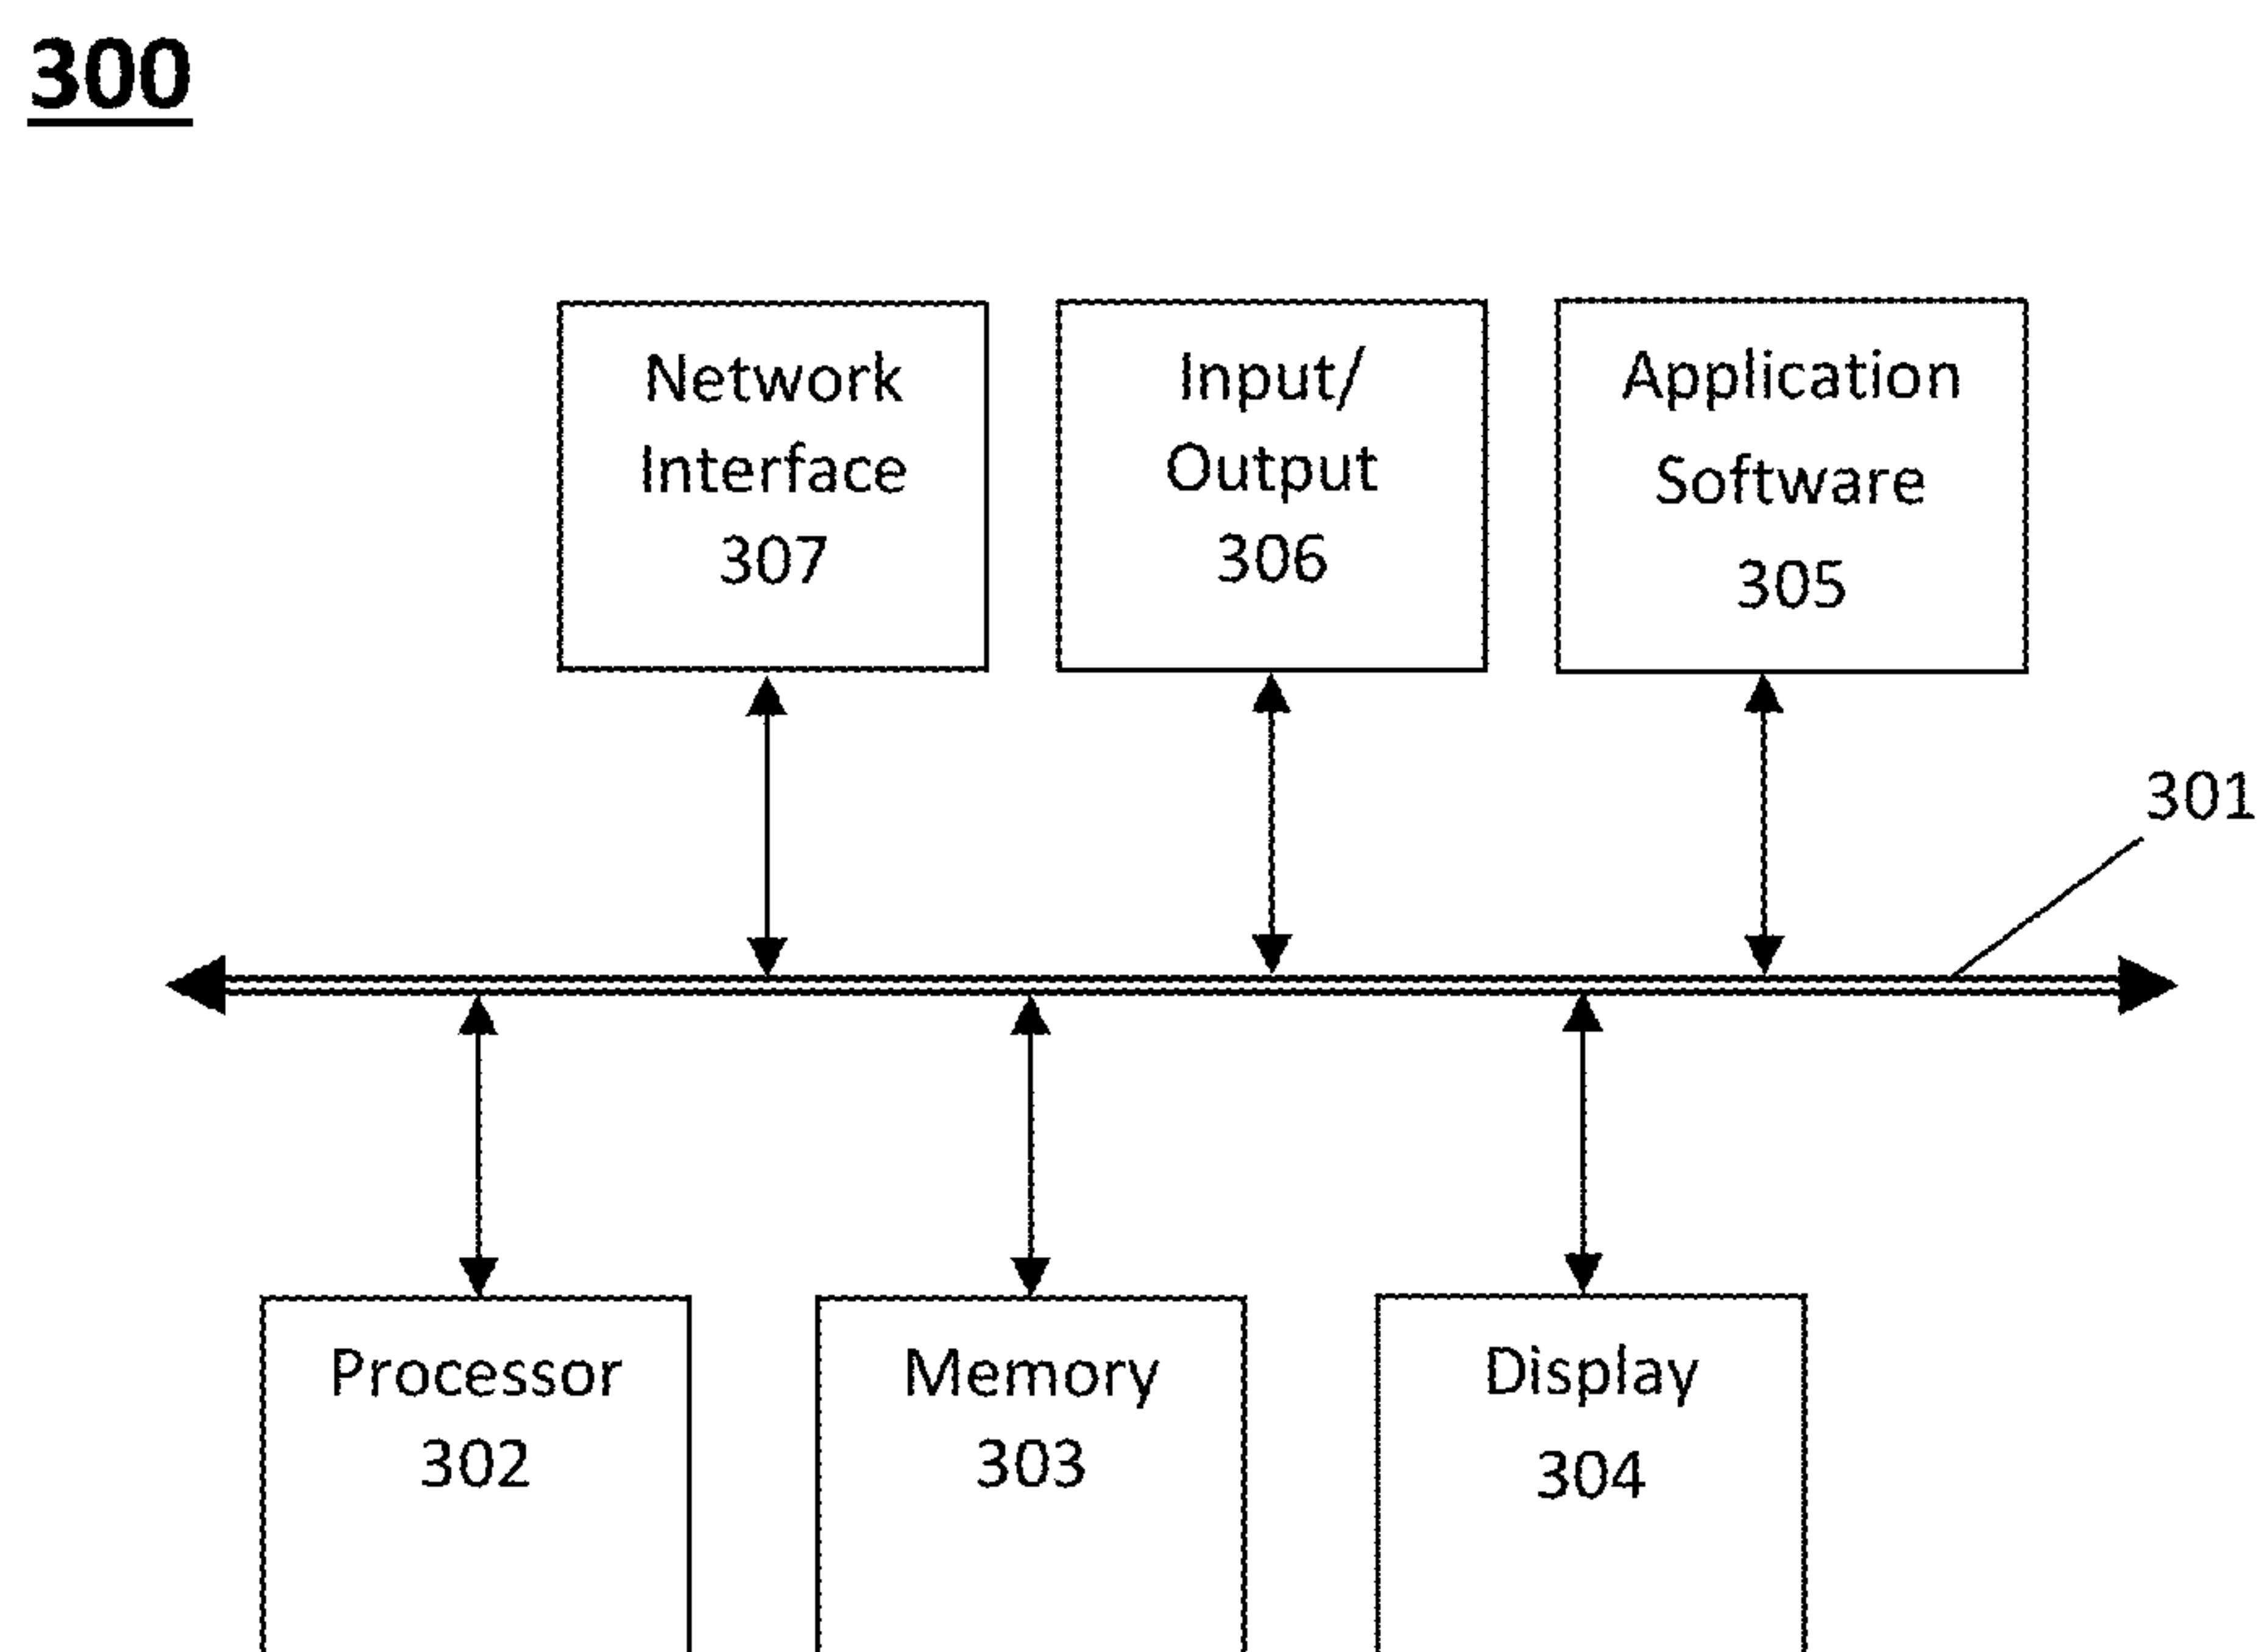 300
Network
Interface
307
Input/
Output
306
Application
Software
305
301
Processor
302
Memory
303
Display
304